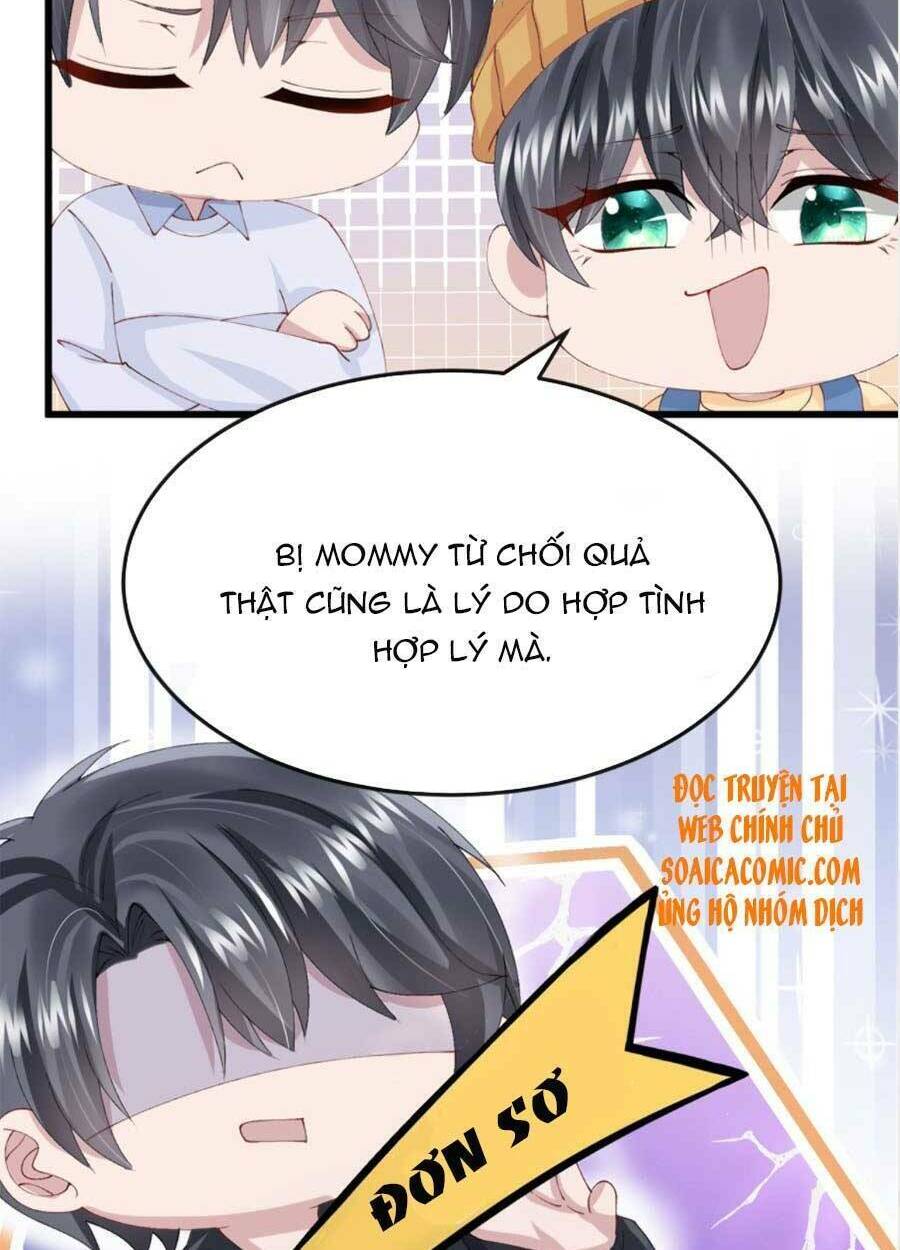 BỊ MOMMY TỪ CHỐI QUẢ
THẬT CŨNG LÀ LÝ DO HỢP TÌNH
HỢP LÝ MÀ.
ĐỌC TRUYỆN TẠI
WEB CHÍNH CHỦ
SOAICACOMIC.COM
ỦNG HỘ NHÓM DỊCH
ĐƠN SƠ